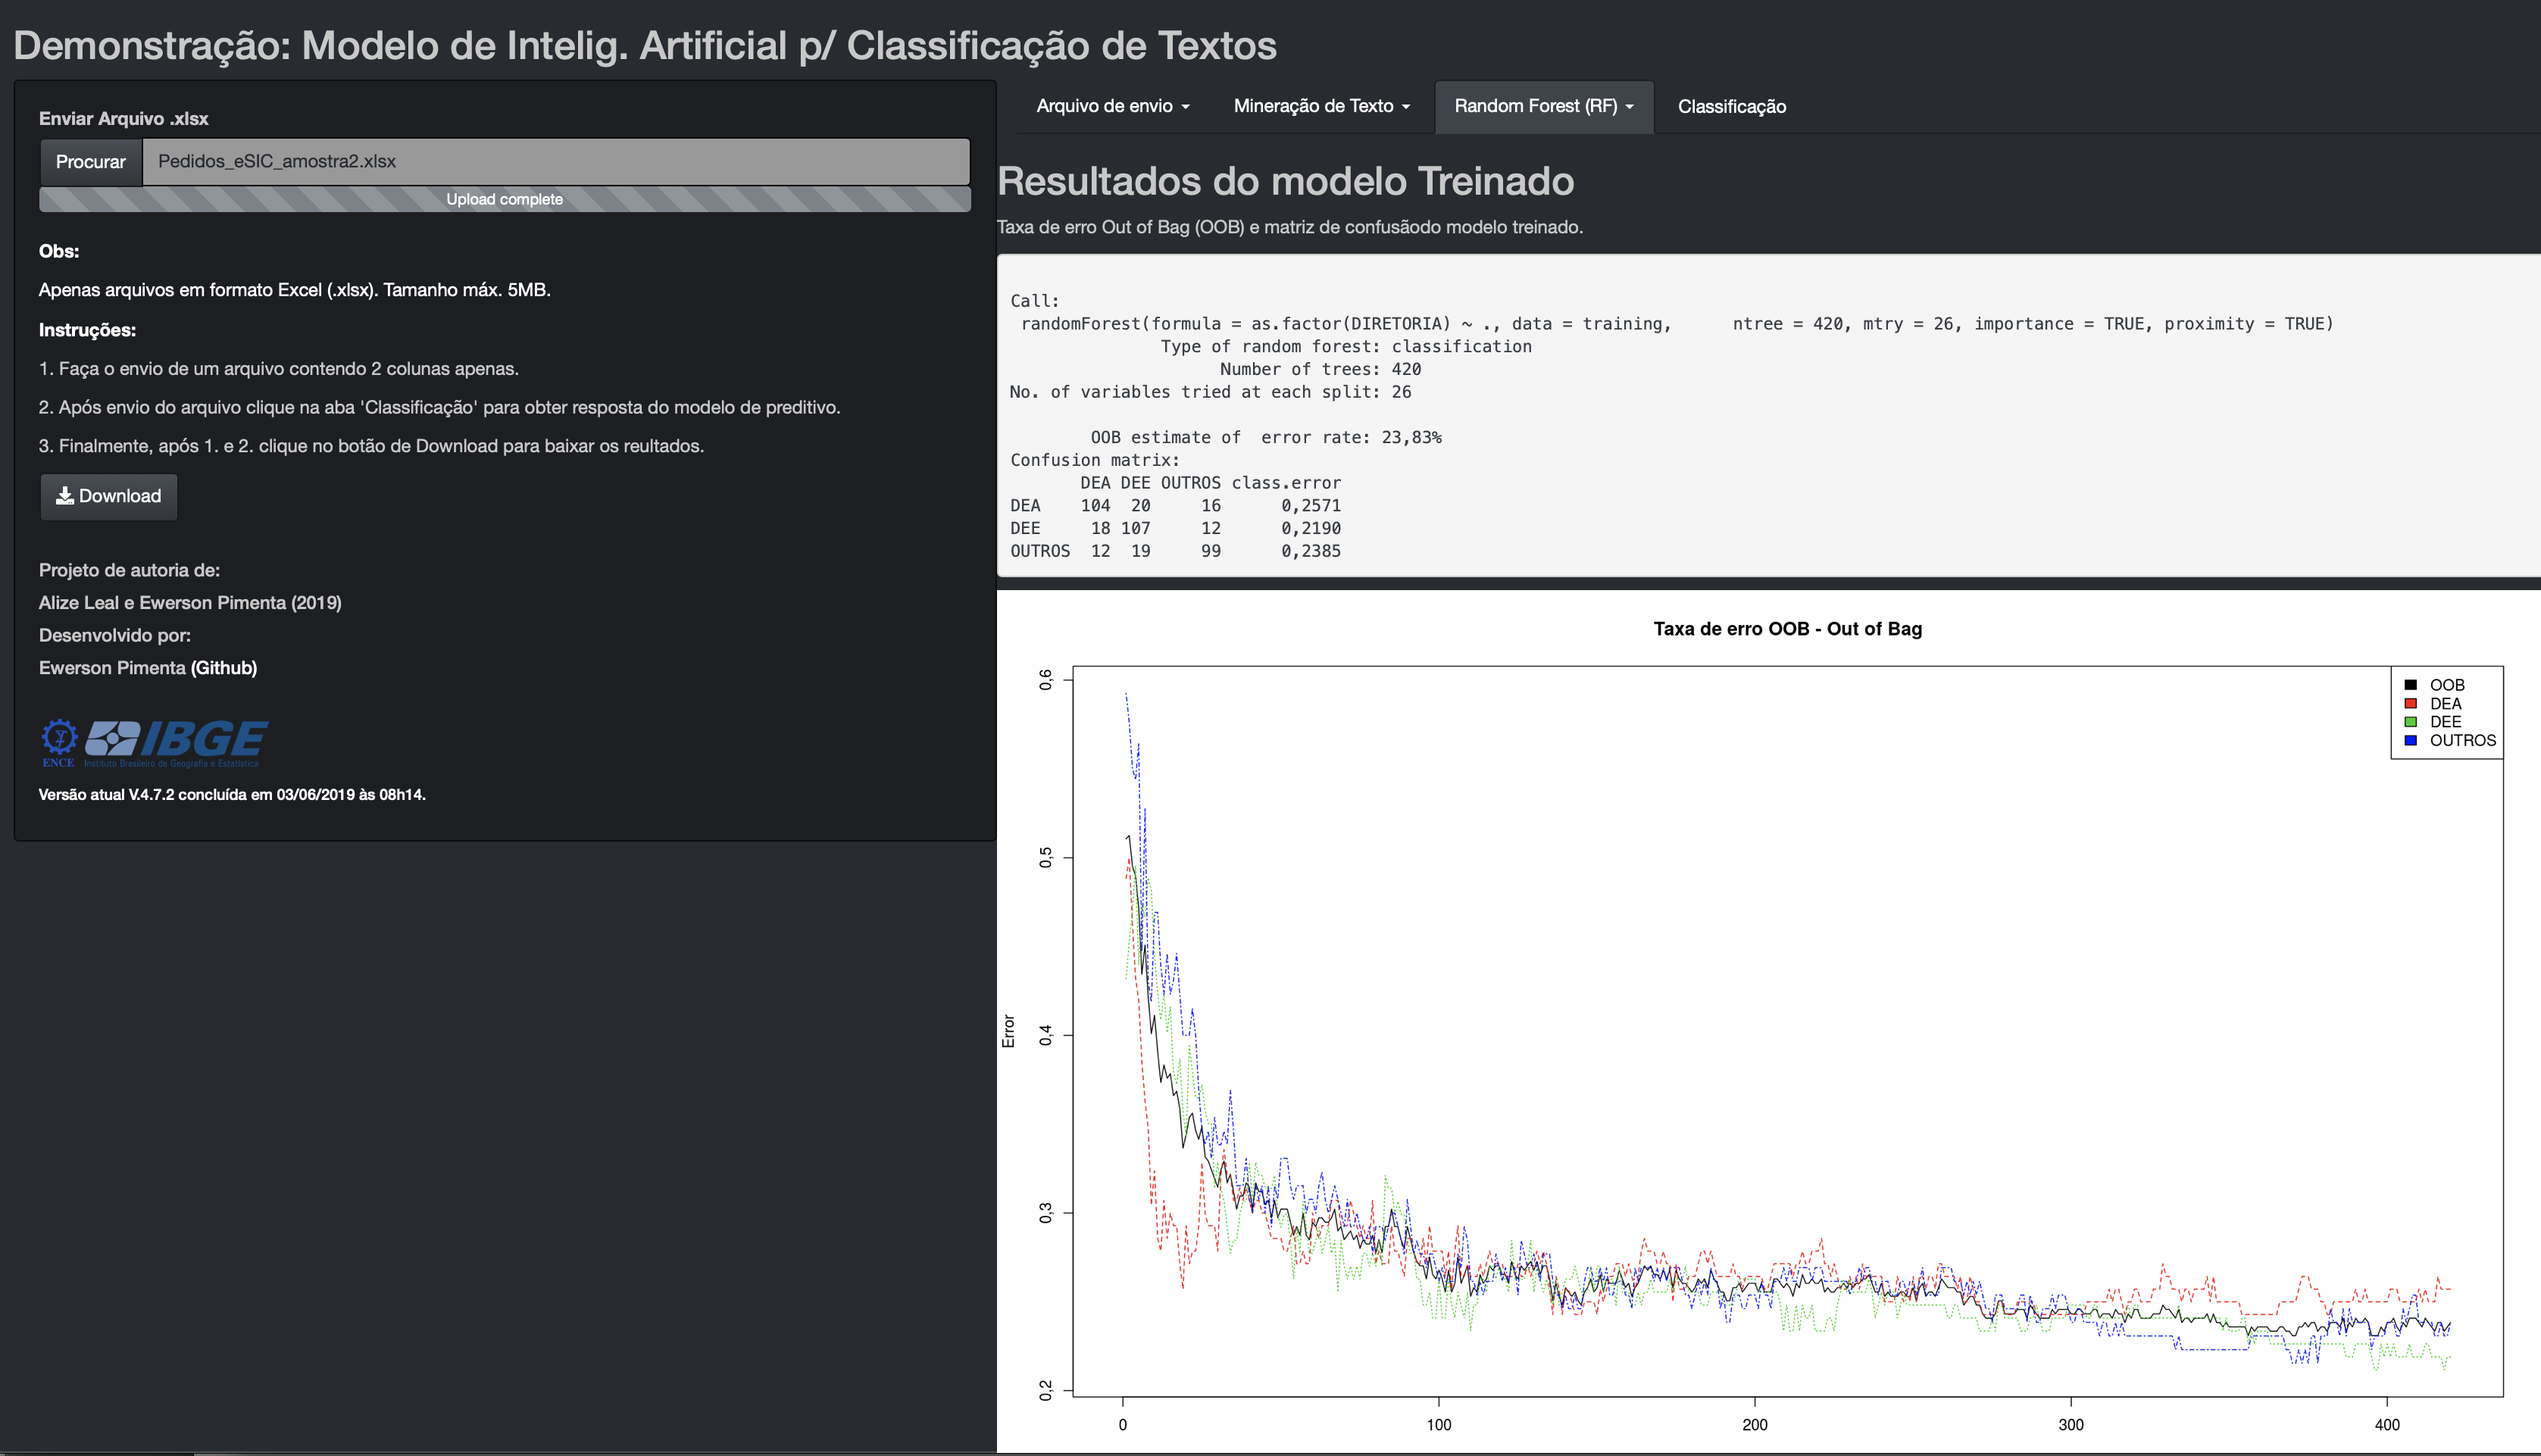 Demonstração: Modelo de Intelig. Artificial p/ Classificação de Textos
Enviar Arquivo .xlsx
Procurar
Pedidos_eSIC_amostra2.xlsx
Upload complete
Obs:
Apenas arquivos em formato Excel (.xlsx). Tamanho máx. 5MB.
Instruções:
1. Faça o envio de um arquivo contendo 2 colunas apenas.
2. Após envio do arquivo clique na aba 'Classificação' para obter resposta do modelo de preditivo.
3. Finalmente, após 1. e 2. clique no botão de Download para baixar os reultados.
Download
Projeto de autoria de:
Alize Leal e Ewerson Pimenta (2019)
Desenvolvido por:
Ewerson Pimenta (Github)
ENCE
IBGE
Instituto Brasileiro de Geografia e Estatística
Versão atual V.4.7.2 concluída em 03/06/2019 às 08h14.
Arquivo de envio
Mineração de Texto
Random Forest (RF)
Classificação
Resultados do modelo Treinado
Taxa de erro Out of Bag (OOB) e matriz de confusãodo modelo treinado.
Call:
randomForest(formula = as.factor(DIRETORIA) ~ ., data = training, ntree = 420, mtry = 26, importance = TRUE, proximity = TRUE)
Type of random forest: classification
Number of trees: 420
No. of variables tried at each split: 26
OOB estimate of error rate: 23,83%
Confusion matrix:
DEA DEE OUTROS class.error
DEA 104 20 16 0,2571
DEE 18 107 12 0,2190
OUTROS 12 19 99 0,2385
Taxa de erro OOB - Out of Bag
OOB
DEA
DEE
OUTROS
Error
0,6
0,5
0,4
0,3
0,2
0 100 200 300 400